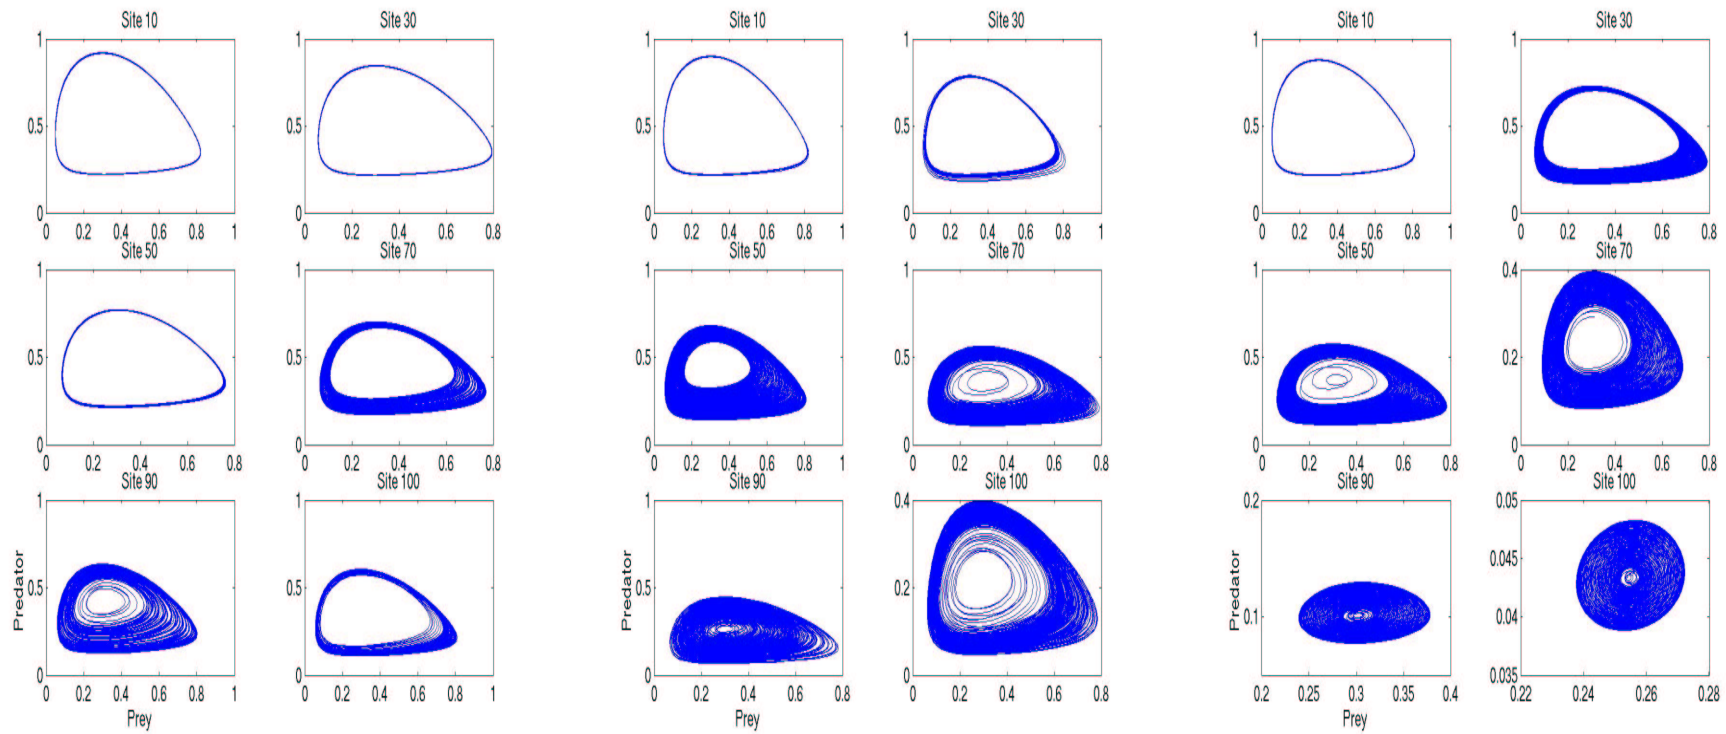 Site 10 Site 30 Site 10 Site 30 Site 10 Site 30
1 1 1 1 1 1
0.5 0.5 0.5 0.5 0.5 0.5
0 0 0 0 0 0
0 0.2 0.4 0.6 0.8 1 0 0.2 0.4 0.6 0.8 0 0.2 0.4 0.6 0.8 1 0 0.2 0.4 0.6 0.8 1 0 0.2 0.4 0.6 0.8 1 0 0.2 0.4 0.6 0.8
Site 50 Site 70 Site 50 Site 70 Site 50 Site 70
1 1 1 1 1 0.4
0.5 0.5 0.5 0.5 0.5 0.2
0 0 0 0 0 0
0 0.2 0.4 0.6 0.8 0 0.2 0.4 0.6 0.8 0 0.2 0.4 0.6 0.8 1 0 0.2 0.4 0.6 0.8 0 0.2 0.4 0.6 0.8 0 0.2 0.4 0.6 0.8
Site 90 Site 100 Site 90 Site 100 Site 90 Site 100
1 1 1 0.4 0.2 0.05
0.045
0.5 0.5 0.5 0.2 0.1 0.04
0 0 0 0 0.035
0 0.2 0.4 0.6 0.8 1 0 0.2 0.4 0.6 0.8 1 0 0.2 0.4 0.6 0.8 0 0.2 0.4 0.6 0.8 0.2 0.25 0.3 0.35 0.4 0.22 0.24 0.26 0.28
Predator Predator Predator
Prey Prey Prey